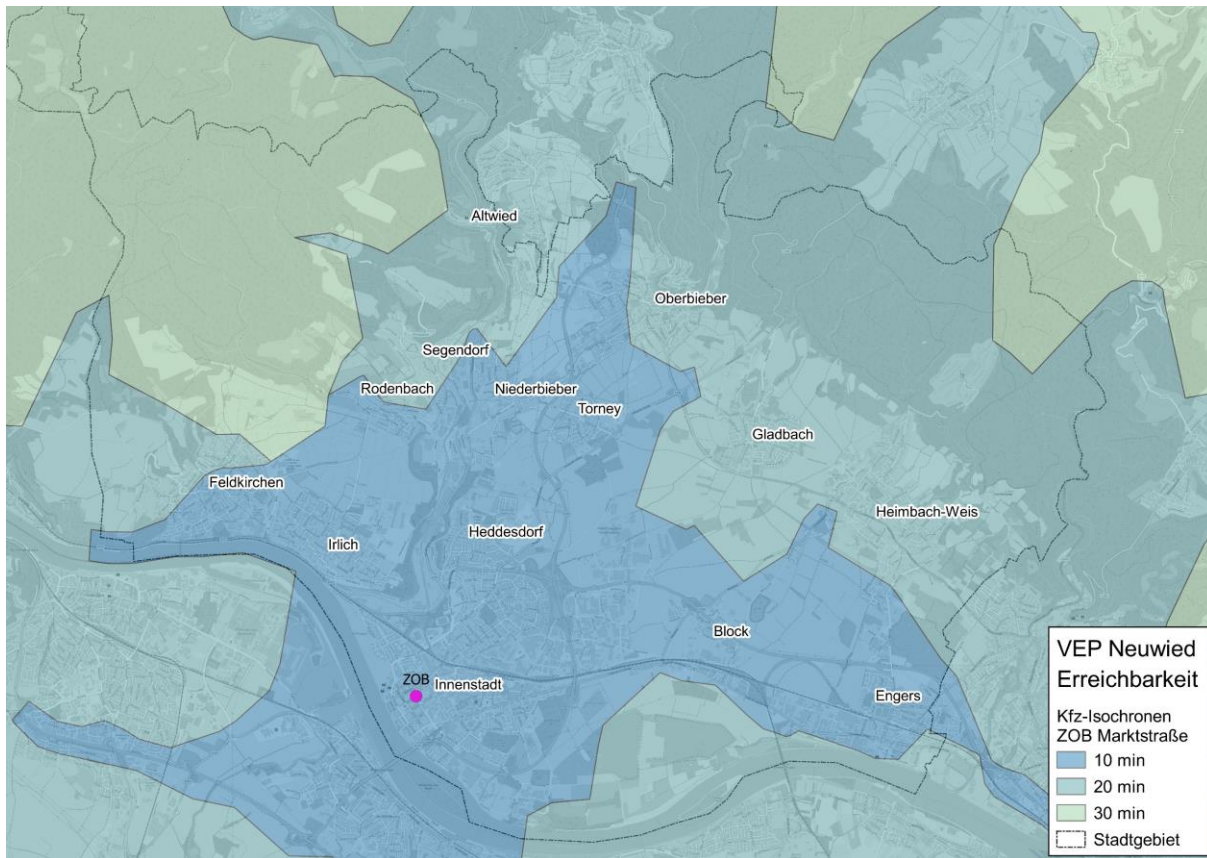 Altwied
Oberbieber
Segendorf
Rodenbach
Niederbieber
Torney
Gladbach
Feldkirchen
Heimbach-Weis
Irlich
Heddesdorf
Block
ZOB
Innenstadt
Engers
VEP Neuwied
Erreichbarkeit
Kfz-Isochronen
ZOB Marktstraße
10 min
20 min
30 min
Stadtgebiet